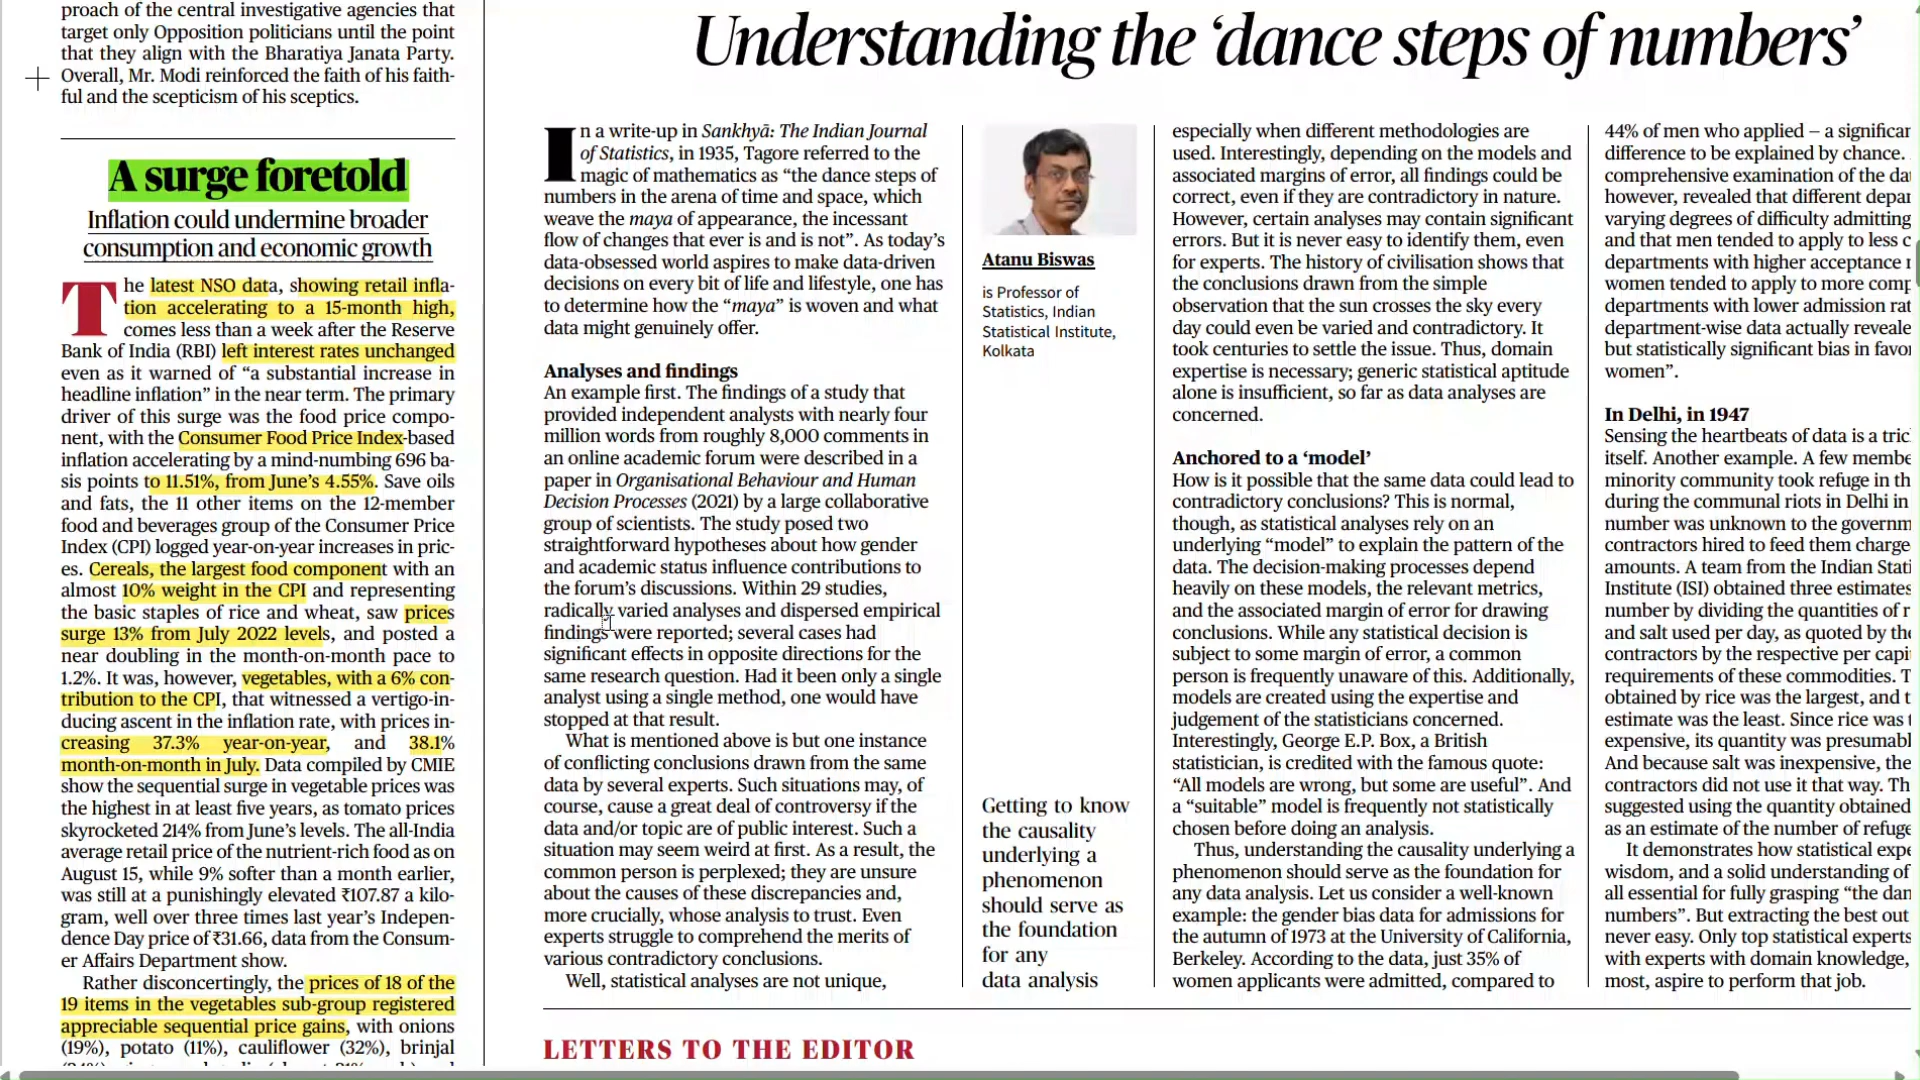 proach of the central investigative agencies that
target only Opposition politicians until the point
that they align with the Bharatiya Janata Party.
Overall, Mr. Modi reinforced the faith of his faith-
ful and the scepticism of his sceptics.
A surge foretold
Inflation could undermine broader
consumption and economic growth
The latest NSO data, showing retail infla-
tion accelerating to a 15-month high,
comes less than a week after the Reserve
Bank of India (RBI) left interest rates unchanged
even as it warned of “a substantial increase in
headline inflation” in the near term. The primary
driver of this surge was the food price compo-
nent, with the Consumer Food Price Index-based
inflation accelerating by a mind-numbing 696 ba-
sis points to 11.51%, from June’s 4.55%. Save oils
and fats, the 11 other items on the 12-member
food and beverages group of the Consumer Price
Index (CPI) logged year-on-year increases in pric-
es. Cereals, the largest food component with an
almost 10% weight in the CPI and representing
the basic staples of rice and wheat, saw prices
surge 13% from July 2022 levels, and posted a
near doubling in the month-on-month pace to
1.2%. It was, however, vegetables, with a 6% con-
tribution to the CPI, that witnessed a vertigo-in-
ducing ascent in the inflation rate, with prices in-
creasing 37.3% year-on-year, and 38.1%
month-on-month in July. Data compiled by CMIE
show the sequential surge in vegetable prices was
the highest in at least five years, as tomato prices
skyrocketed 214% from June’s levels. The all-India
average retail price of the nutrient-rich food as on
August 15, while 9% softer than a month earlier,
was still at a punishingly elevated ₹107.87 a kilo-
gram, well over three times last year’s Indepen-
dence Day price of ₹31.66, data from the Consum-
er Affairs Department show.
Rather disconcertingly, the prices of 18 of the
19 items in the vegetables sub-group registered
appreciable sequential price gains, with onions
(19%), potato (11%), cauliflower (32%), brinjal
Understanding the ‘dance steps of numbers’
In a write-up in Sankhyā: The Indian Journal
of Statistics, in 1935, Tagore referred to the
magic of mathematics as “the dance steps of
numbers in the arena of time and space, which
weave the maya of appearance, the incessant
flow of changes that ever is and is not”. As today’s
data-obsessed world aspires to make data-driven
decisions on every bit of life and lifestyle, one has
to determine how the “maya” is woven and what
data might genuinely offer.
Analyses and findings
An example first. The findings of a study that
provided independent analysts with nearly four
million words from roughly 8,000 comments in
an online academic forum were described in a
paper in Organisational Behaviour and Human
Decision Processes (2021) by a large collaborative
group of scientists. The study posed two
straightforward hypotheses about how gender
and academic status influence contributions to
the forum’s discussions. Within 29 studies,
radically varied analyses and dispersed empirical
findings were reported; several cases had
significant effects in opposite directions for the
same research question. Had it been only a single
analyst using a single method, one would have
stopped at that result.
What is mentioned above is but one instance
of conflicting conclusions drawn from the same
data by several experts. Such situations may, of
course, cause a great deal of controversy if the
data and/or topic are of public interest. Such a
situation may seem weird at first. As a result, the
common person is perplexed; they are unsure
about the causes of these discrepancies and,
more crucially, whose analysis to trust. Even
experts struggle to comprehend the merits of
various contradictory conclusions.
Well, statistical analyses are not unique,
Atanu Biswas
is Professor of
Statistics, Indian
Statistical Institute,
Kolkata
Getting to know
the causality
underlying a
phenomenon
should serve as
the foundation
for any
data analysis
especially when different methodologies are
used. Interestingly, depending on the models and
associated margins of error, all findings could be
correct, even if they are contradictory in nature.
However, certain analyses may contain significant
errors. But it is never easy to identify them, even
for experts. The history of civilisation shows that
the conclusions drawn from the simple
observation that the sun crosses the sky every
day could even be varied and contradictory. It
took centuries to settle the issue. Thus, domain
expertise is necessary; generic statistical aptitude
alone is insufficient, so far as data analyses are
concerned.
Anchored to a ‘model’
How is it possible that the same data could lead to
contradictory conclusions? This is normal,
though, as statistical analyses rely on an
underlying “model” to explain the pattern of the
data. The decision-making processes depend
heavily on these models, the relevant metrics,
and the associated margin of error for drawing
conclusions. While any statistical decision is
subject to some margin of error, a common
person is frequently unaware of this. Additionally,
models are created using the expertise and
judgement of the statisticians concerned.
Interestingly, George E.P. Box, a British
statistician, is credited with the famous quote:
“All models are wrong, but some are useful”. And
a “suitable” model is frequently not statistically
chosen before doing an analysis.
Thus, understanding the causality underlying a
phenomenon should serve as the foundation for
any data analysis. Let us consider a well-known
example: the gender bias data for admissions for
the autumn of 1973 at the University of California,
Berkeley. According to the data, just 35% of
women applicants were admitted, compared to
44% of men who applied – a significan
difference to be explained by chance.
comprehensive examination of the da
however, revealed that different depar
varying degrees of difficulty admitting
and that men tended to apply to less c
departments with higher acceptance r
women tended to apply to more comp
departments with lower admission rat
department-wise data actually reveale
but statistically significant bias in favo
women”.
In Delhi, in 1947
Sensing the heartbeats of data is a tric
itself. Another example. A few membe
minority community took refuge in th
during the communal riots in Delhi in
number was unknown to the governm
contractors hired to feed them charge
amounts. A team from the Indian Stati
Institute (ISI) obtained three estimates
number by dividing the quantities of r
and salt used per day, as quoted by the
contractors by the respective per capi
requirements of these commodities. T
obtained by rice was the largest, and t
estimate was the least. Since rice was t
expensive, its quantity was presumabl
And because salt was inexpensive, the
contractors did not use it that way. Th
suggested using the quantity obtained
as an estimate of the number of refuge
It demonstrates how statistical expe
wisdom, and a solid understanding of
all essential for fully grasping “the dan
numbers”. But extracting the best out
never easy. Only top statistical experts
with experts with domain knowledge,
most, aspire to perform that job.
LETTERS TO THE EDITOR